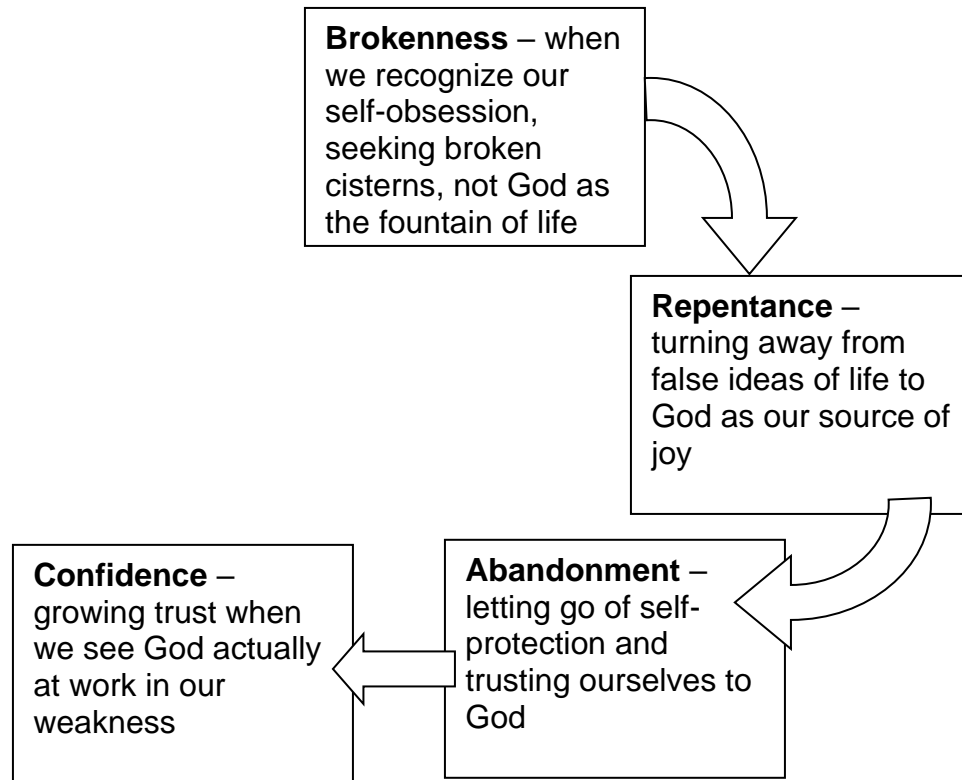 Brokenness – when
we recognize our
self-obsession,
seeking broken
cisterns, not God as
the fountain of life
Repentance –
turning away from
false ideas of life to
God as our source of
joy
Abandonment –
letting go of self-
protection and
trusting ourselves to
God
Confidence –
growing trust when
we see God actually
at work in our
weakness